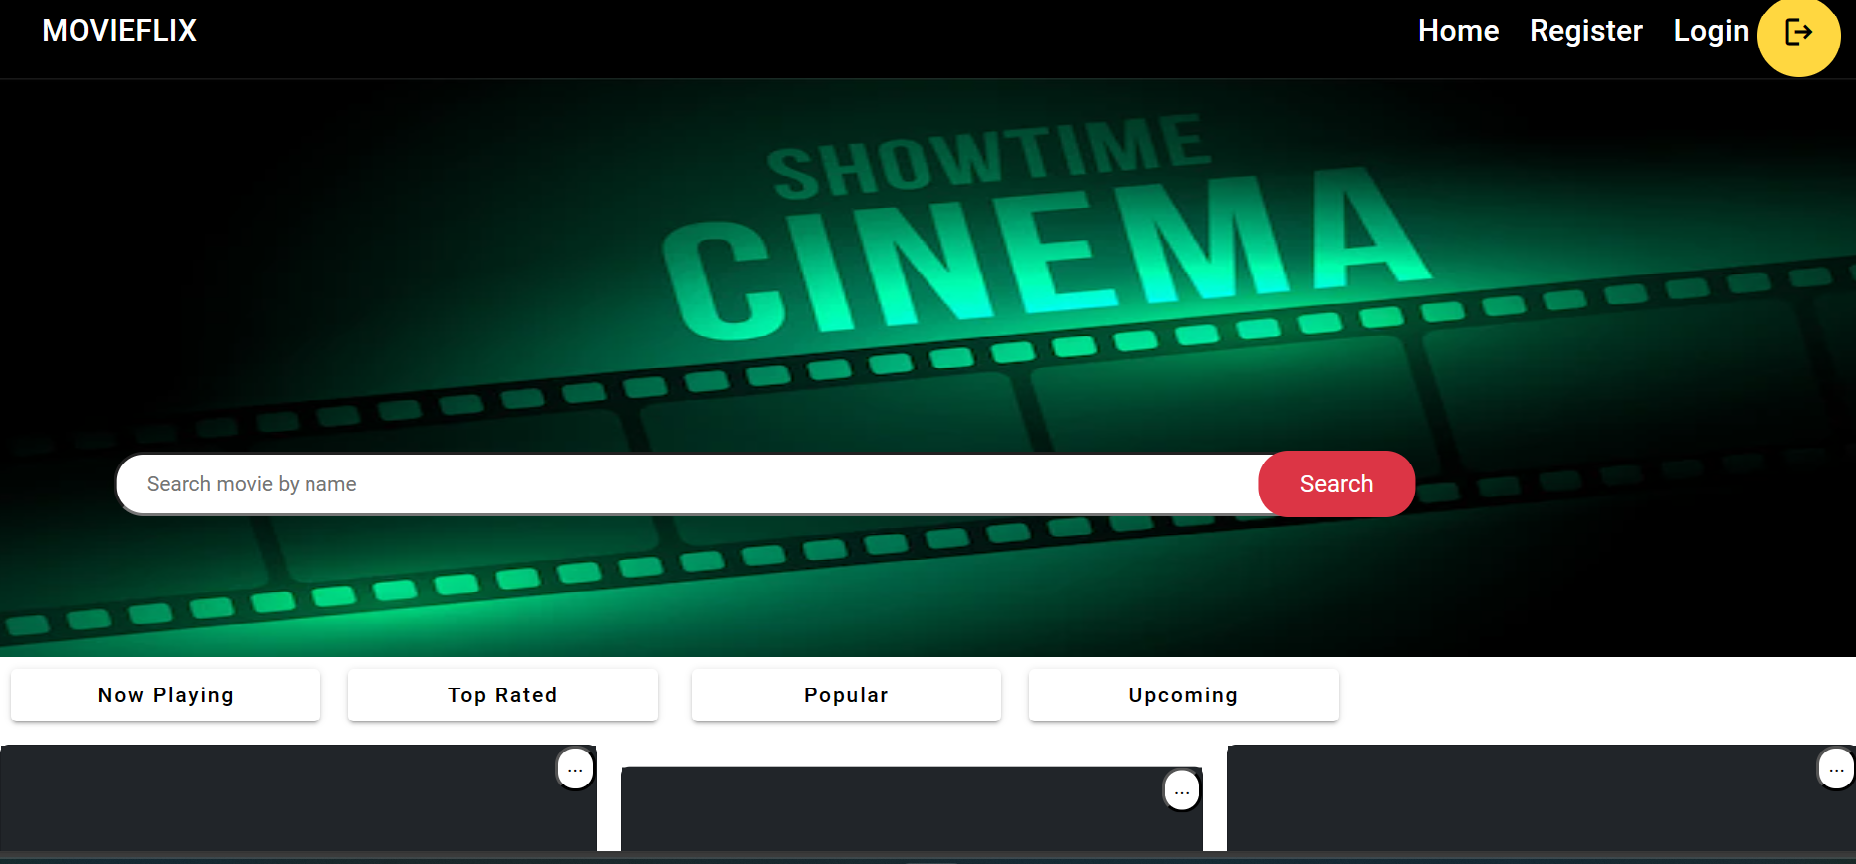 MOVIEFLIX
Home Register Login
SHOWTIME
CINEMA
Search movie by name Search
Now Playing Top Rated Popular Upcoming
... ... ...